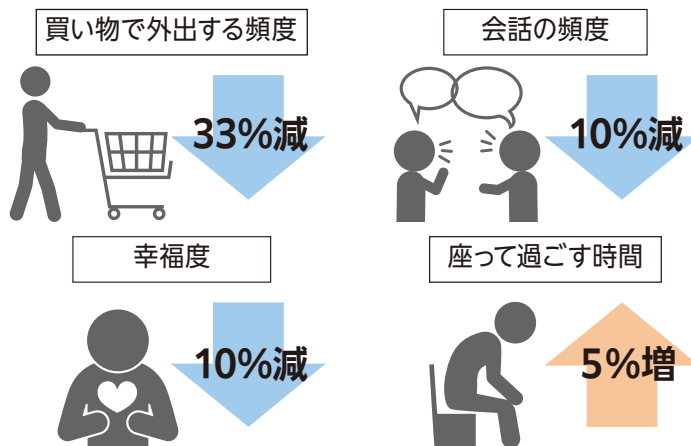 買い物で外出する頻度
33%減
会話の頻度
10%減
幸福度
10%減
座って過ごす時間
5%増